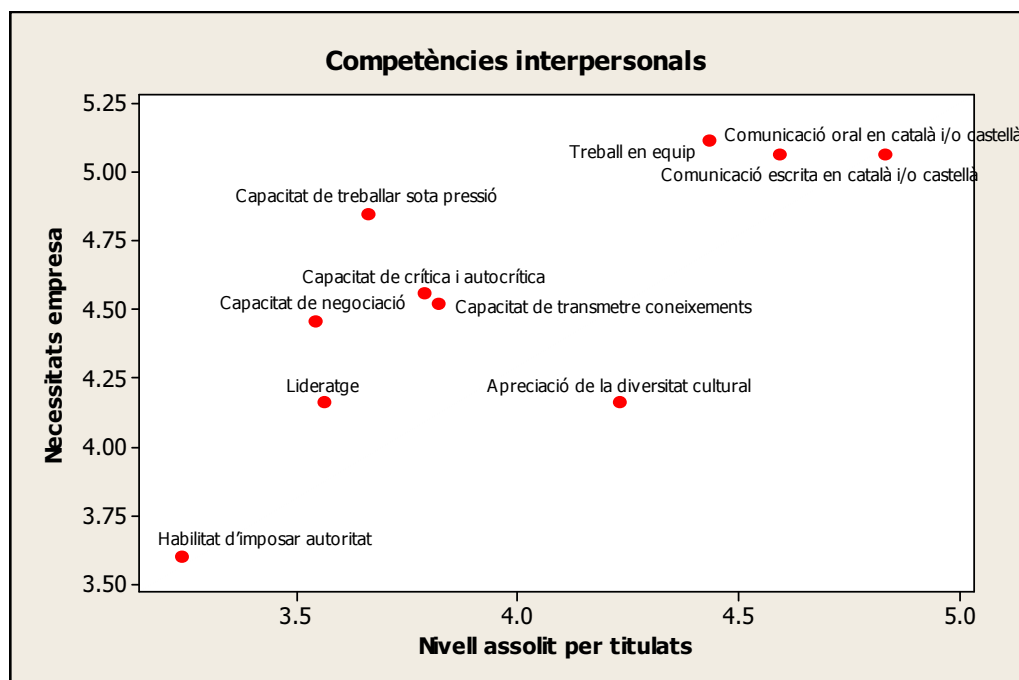 Competències interpersonals
5.25
5.00
4.75
4.50
4.25
4.00
3.75
3.50
Necessitats empresa
Comunicació oral en català i/o castellà
Treball en equip
Comunicació escrita en català i/o castellà
Capacitat de treballar sota pressió
Capacitat de crítica i autocrítica
Capacitat de negociació
Capacitat de transmetre coneixements
Lideratge
Apreciació de la diversitat cultural
Habilitat d'imposar autoritat
3.5 4.0 4.5 5.0
Nivell assolit per titulats